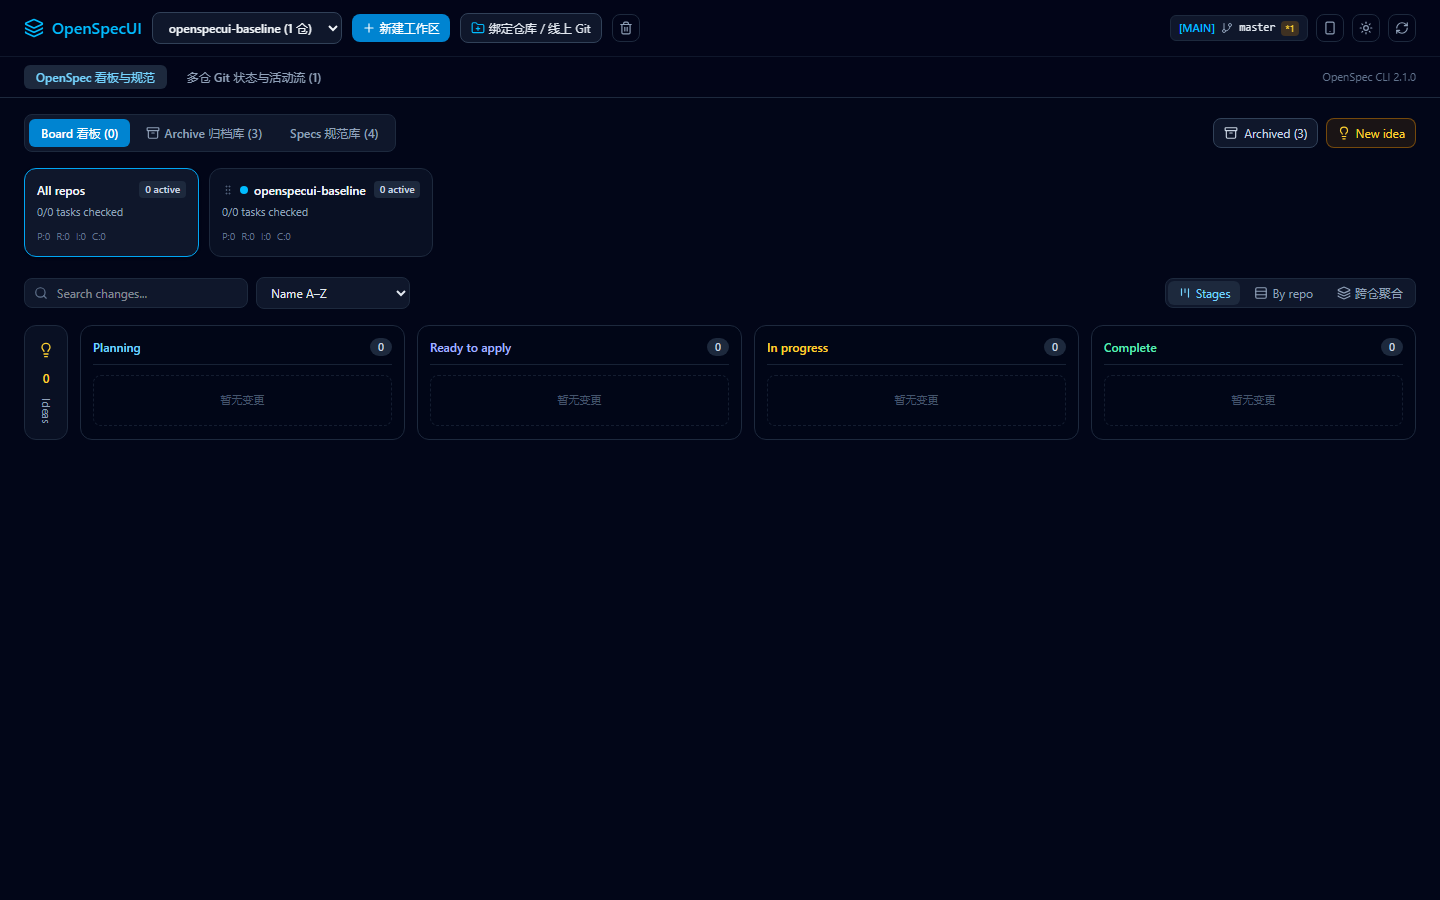 OpenSpecUI
openspecui-baseline (1 仓)
新建工作区
绑定仓库 / 线上 Git
[MAIN] master *1
OpenSpec 看板与规范
多仓 Git 状态与活动流 (1)
OpenSpec CLI 2.1.0
Board 看板 (0)
Archive 归档库 (3)
Specs 规范库 (4)
Archived (3)
New idea
All repos
0 active
0/0 tasks checked
P:0 R:0 I:0 C:0
openspecui-baseline
0 active
0/0 tasks checked
P:0 R:0 I:0 C:0
Search changes...
Name A–Z
Stages
By repo
跨仓聚合
0
Ideas
Planning
0
暂无变更
Ready to apply
0
暂无变更
In progress
0
暂无变更
Complete
0
暂无变更